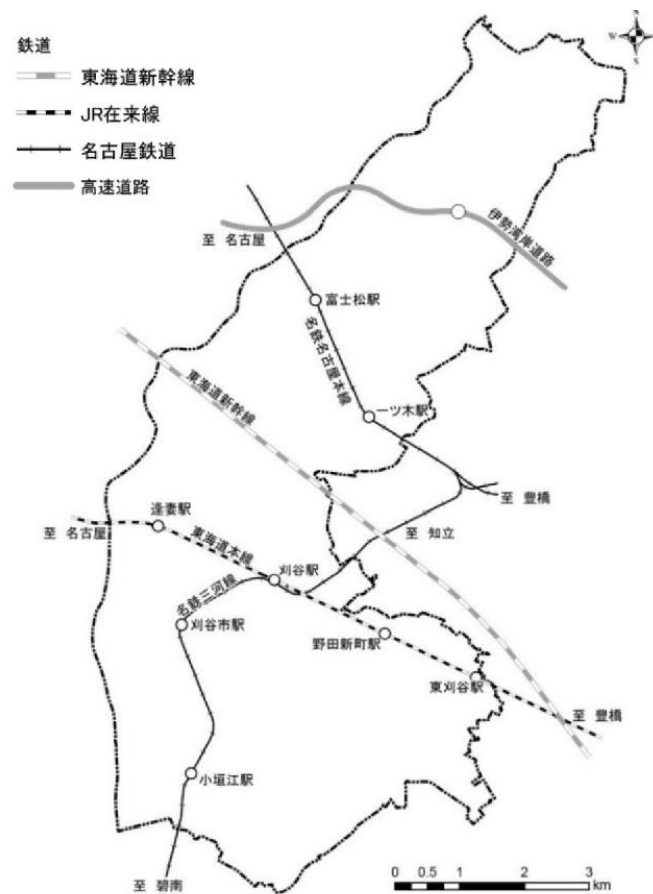 N
W
S
鉄道
東海道新幹線
JR在来線
名古屋鉄道
高速道路
至 名古屋
伊勢湾岸道路
富士松駅
名鉄名古屋本線
東海道新幹線
一ツ木駅
至 豊橋
逢妻駅
至 名古屋
東海道本線
至 知立
刈谷駅
名鉄三河線
刈谷市駅
野田新町駅
東刈谷駅
至 豊橋
小垣江駅
至 碧南
0 0.5 1 2 3
km